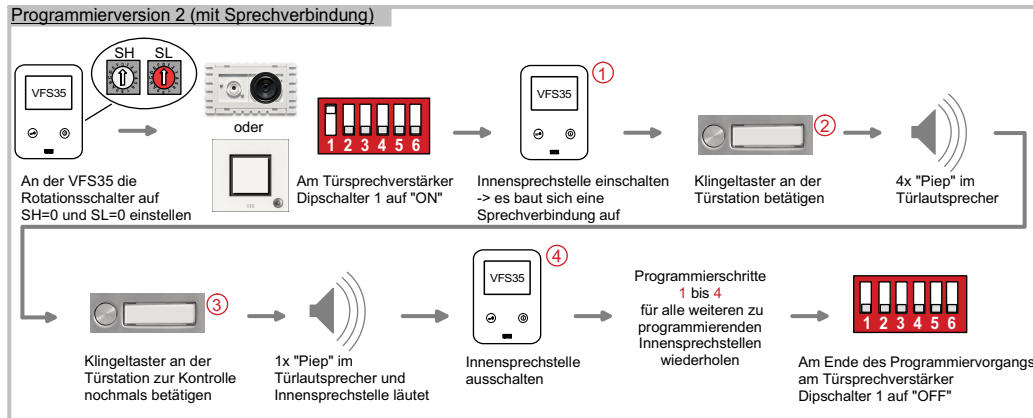 Programmierversion 2 (mit Sprechverbindung)
SH SL
VFS35
An der VFS35 die
Rotationsschalter auf
SH=0 und SL=0 einstellen
oder
1 2 3 4 5 6
Am Türsprechverstärker
Dipschalter 1 auf "ON"
1
VFS35
Innensprechstelle einschalten
-> es baut sich eine
Sprechverbindung auf
2
Klingeltaster an der
Türstation betätigen
4x "Piep" im
Türlautsprecher
3
Klingeltaster an der
Türstation zur Kontrolle
nochmals betätigen
1x "Piep" im
Türlautsprecher und
Innensprechstelle läutet
4
VFS35
Innensprechstelle
ausschalten
Programmierschritte
1 bis 4
für alle weiteren zu
programmierenden
Innensprechstellen
wiederholen
1 2 3 4 5 6
Am Ende des Programmiervorgangs
am Türsprechverstärker
Dipschalter 1 auf "OFF"